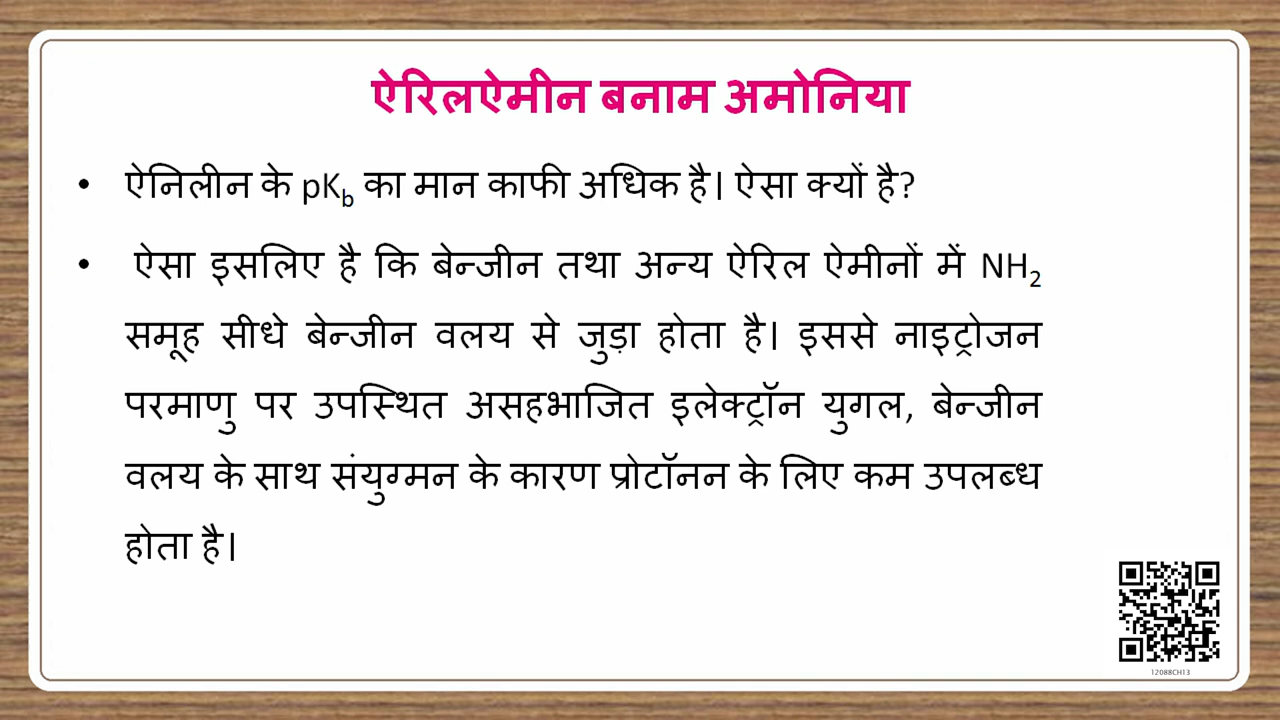 ऐरिलऐमीन बनाम अमोनिया
• ऐनिलीन के pKb का मान काफी अधिक है। ऐसा क्यों है?
• ऐसा इसलिए है कि बेन्जीन तथा अन्य ऐरिल ऐमीनों में NH2
समूह सीधे बेन्जीन वलय से जुड़ा होता है। इससे नाइट्रोजन
परमाणु पर उपस्थित असहभाजित इलेक्ट्रॉन युगल, बेन्जीन
वलय के साथ संयुग्मन के कारण प्रोटॉनन के लिए कम उपलब्ध
होता है।
12088CH13